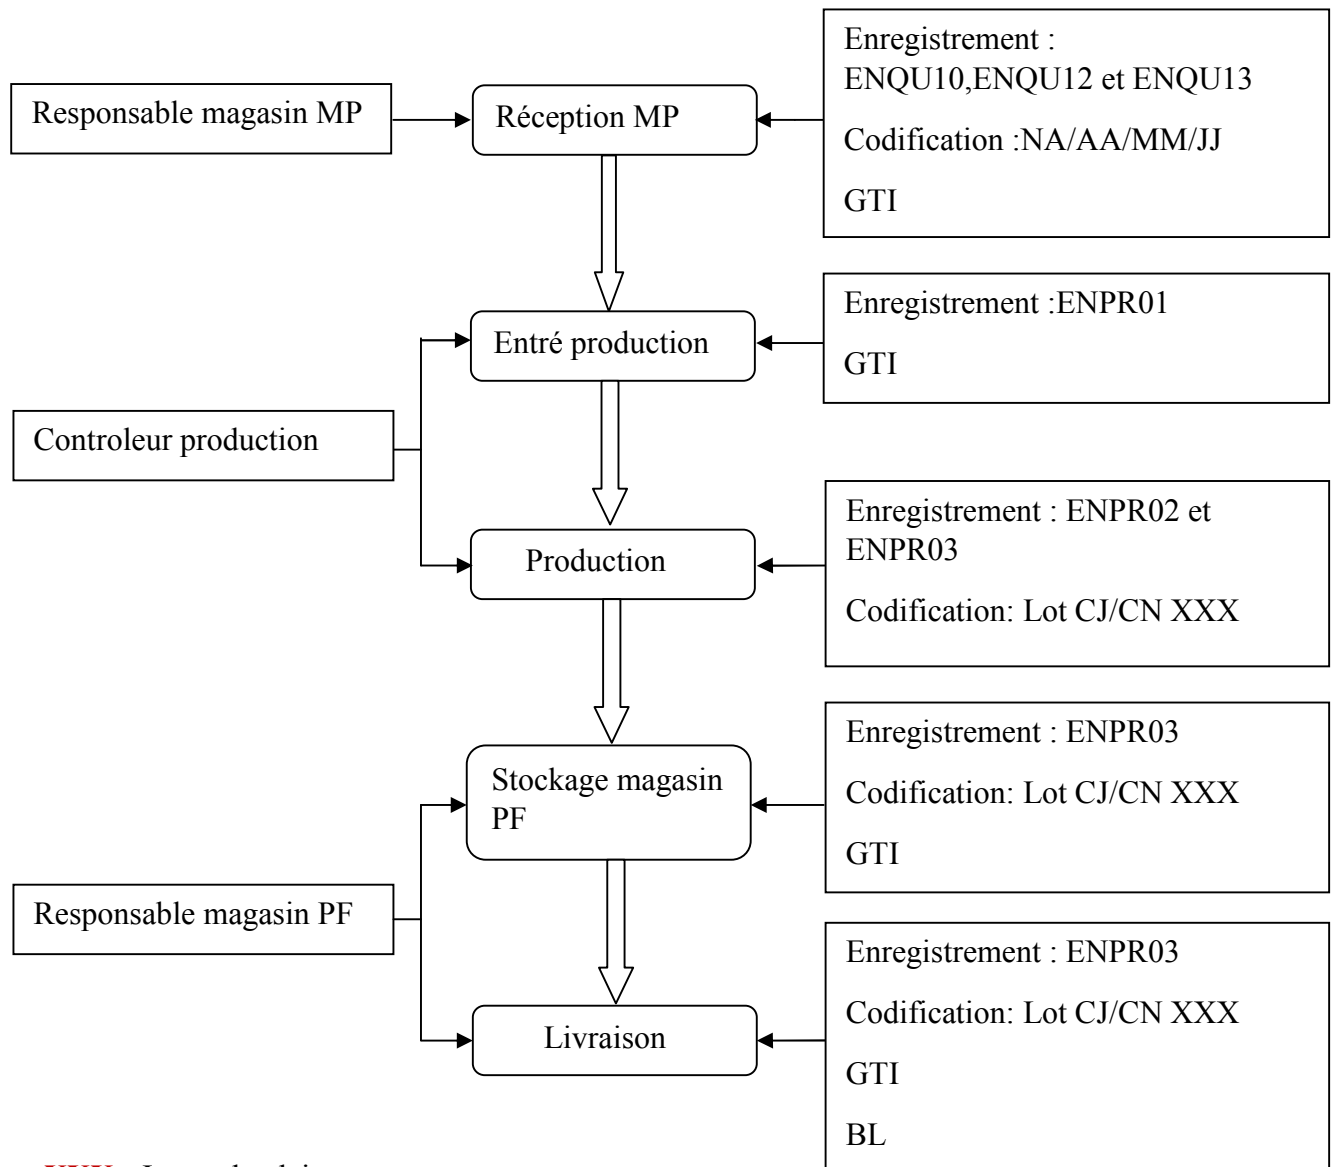 Enregistrement :
ENQU10,ENQU12 et ENQU13
Codification :NA/AA/MM/JJ
GTI
Responsable magasin MP
Réception MP
Enregistrement :ENPR01
GTI
Entré production
Controleur production
Enregistrement : ENPR02 et
ENPR03
Codification: Lot CJ/CN XXX
Production
Enregistrement : ENPR03
Codification: Lot CJ/CN XXX
GTI
Stockage magasin
PF
Responsable magasin PF
Enregistrement : ENPR03
Codification: Lot CJ/CN XXX
GTI
BL
Livraison